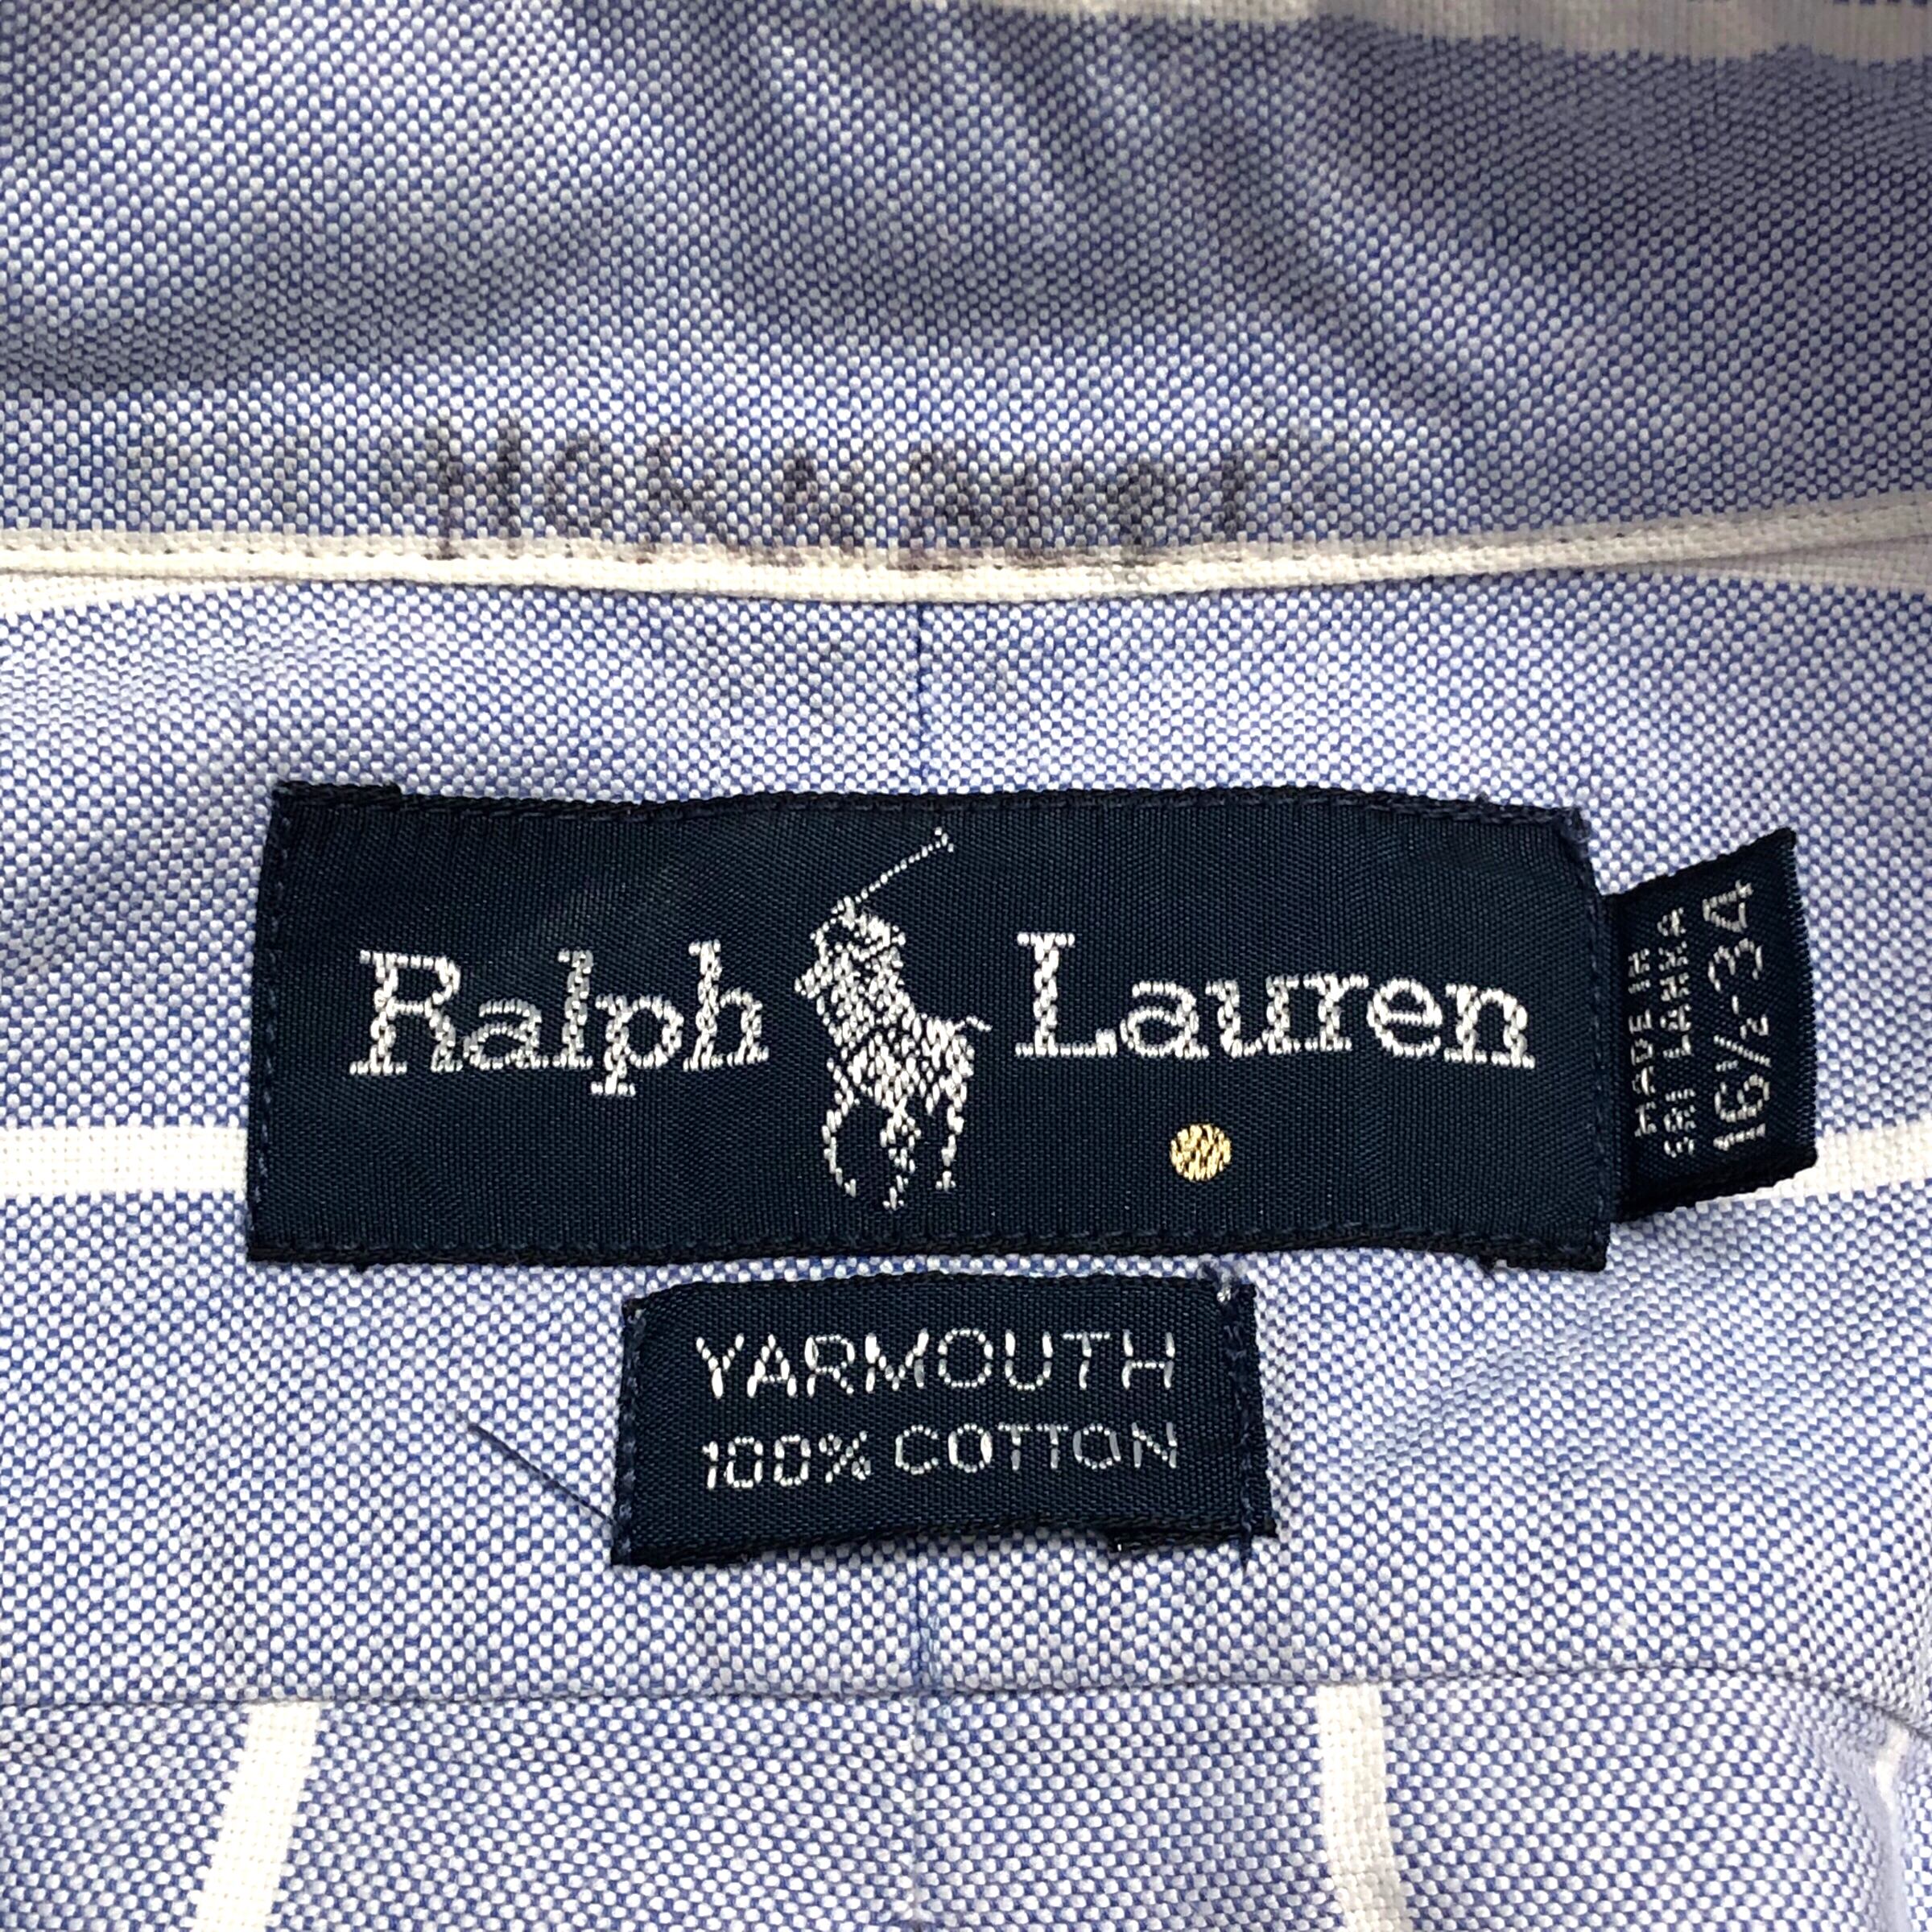 Ralph Lauren
MADE IN
SRI LANKA
16½-34
YARMOUTH
100% COTTON